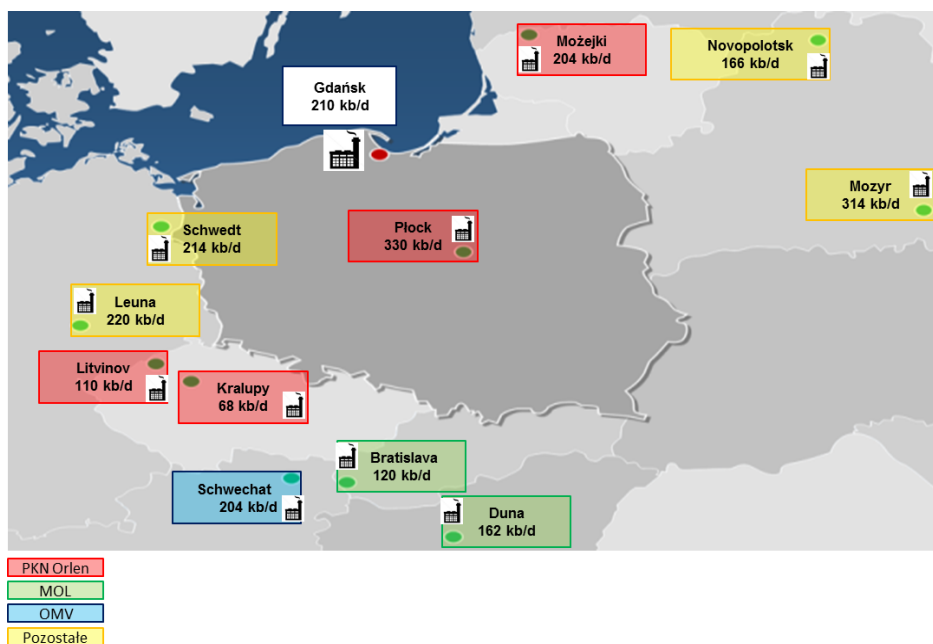 Możejki
204 kb/d
Novopolotsk
166 kb/d
Gdańsk
210 kb/d
Mozyr
314 kb/d
Schwedt
214 kb/d
Płock
330 kb/d
Leuna
220 kb/d
Litvinov
110 kb/d
Kralupy
68 kb/d
Bratislava
120 kb/d
Schwechat
204 kb/d
Duna
162 kb/d
PKN Orlen
MOL
OMV
Pozostałe